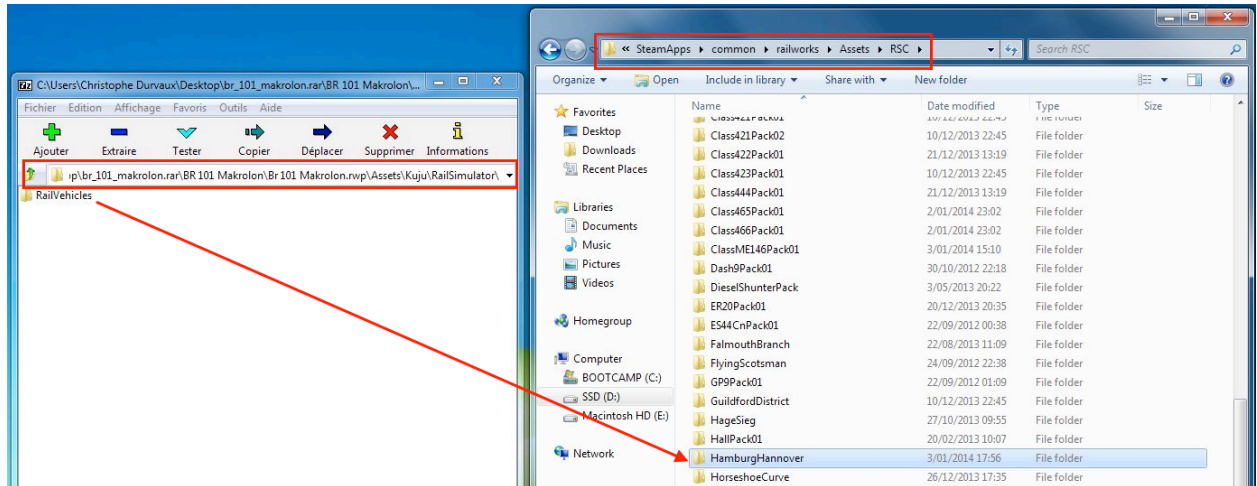 C:\Users\Christophe Durvaux\Desktop\br_101_makrolon.rar\BR 101 Makrolon\...
Fichier Edition Affichage Favoris Outils Aide
Ajouter Extraire Tester Copier Déplacer Supprimer Informations
ıp\br_101_makrolon.rar\BR 101 Makrolon\Br 101 Makrolon.rwp\Assets\Kuju\RailSimulator\
RailVehicles
« SteamApps common railworks Assets RSC
Search RSC
Organize Open Include in library Share with New folder
Favorites
Desktop
Downloads
Recent Places
Libraries
Documents
Music
Pictures
Videos
Homegroup
Computer
BOOTCAMP (C:)
SSD (D:)
Macintosh HD (E:)
Network
Name Date modified Type Size
Class421Pack01 10/12/2013 22:45 File folder
Class421Pack02 10/12/2013 22:45 File folder
Class422Pack01 21/12/2013 13:19 File folder
Class423Pack01 10/12/2013 22:45 File folder
Class444Pack01 21/12/2013 13:19 File folder
Class465Pack01 2/01/2014 23:02 File folder
Class466Pack01 2/01/2014 23:02 File folder
ClassME146Pack01 3/01/2014 15:10 File folder
Dash9Pack01 30/10/2012 22:18 File folder
DieselShunterPack 3/05/2013 20:22 File folder
ER20Pack01 20/12/2013 20:35 File folder
ES44CnPack01 22/09/2012 00:38 File folder
FalmouthBranch 22/08/2013 11:09 File folder
FlyingScotsman 24/09/2012 22:38 File folder
GP9Pack01 22/09/2012 01:09 File folder
GuildfordDistrict 10/12/2013 22:45 File folder
HageSieg 27/10/2013 09:55 File folder
HallPack01 20/02/2013 10:07 File folder
HamburgHannover 3/01/2014 17:56 File folder
HorseshoeCurve 26/12/2013 17:35 File folder